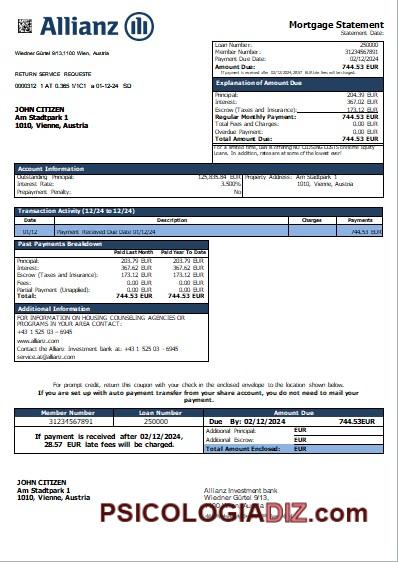 Allianz
Mortgage Statement
Statement Date:
Wiedner Gürtel 9/13,1100 Wien, Austria
Loan Number: 250000
Member Number: 31234567891
Payment Due Date: 02/12/2024
Amount Due: 744.53 EUR
If payment is received after 02/12/2024, 28.57 EUR late fees will be charged.
RETURN SERVICE REQUESTE
0000312 1 AT 0.365 1/1C1 a 01-12-24 SQ
JOHN CITIZEN
Am Stadtpark 1
1010, Vienna, Austria
Explanation of Amount Due
Principal: 204.39 EUR
Interest: 367.02 EUR
Escrow (Taxes and Insurance): 173.12 EUR
Regular Monthly Payment: 744.53 EUR
Total Fees and Charges: 0.00 EUR
Overdue Payment: 0.00 EUR
Total Amount Due: 744.53 EUR
For a limited time, us is offering NO CLOSING COSTS on Home Equity
Loans. In addition, rates are at some of the lowest ever!
Account Information
Outstanding Principal: 125,835.84 EUR
Interest Rate: 3.500%
Prepayment Penalty: No
Property Address: Am Stadtpark 1
1010, Vienne, Austria
Transaction Activity (12/24 to 12/24)
Date Description Charges Payments
01/12 Payment Received Due Date 01/12/24 744.53 EUR
Past Payments Breakdown
Paid Last Month Paid Year To Date
Principal: 203.79 EUR 203.79 EUR
Interest: 367.62 EUR 367.62 EUR
Escrow (Taxes and Insurance): 173.12 EUR 173.12 EUR
Fees: 0.00 EUR 0.00 EUR
Partial Payment (Unapplied): 0.00 EUR 0.00 EUR
Total: 744.53 EUR 744.53 EUR
Additional Information
FOR INFORMATION ON HOUSING COUNSELING AGENCIES OR
PROGRAMS IN YOUR AREA CONTACT:
+43 1 525 03 - 6945
www.allianz.com
Contact the Allianz Investment bank at: +43 1 525 03 - 6945
service.at@allianz.com
For prompt credit, return this coupon with your check in the enclosed envelope to the location shown below.
If you are set up with auto payment transfer from your share account, you do not need to mail your
payment.
Member Number Loan Number Amount Due
31234567891 250000 Due By: 02/12/2024 744.53EUR
If payment is received after 02/12/2024,
28.57 EUR late fees will be charged.
Additional Principal: EUR
Additional Escrow: EUR
Total Amount Enclosed: EUR
JOHN CITIZEN
Am Stadtpark 1
1010, Vienne, Austria
Allianz Investment bank
Wiedner Gürtel 9/13,
PSICOLOGIADIZ.com